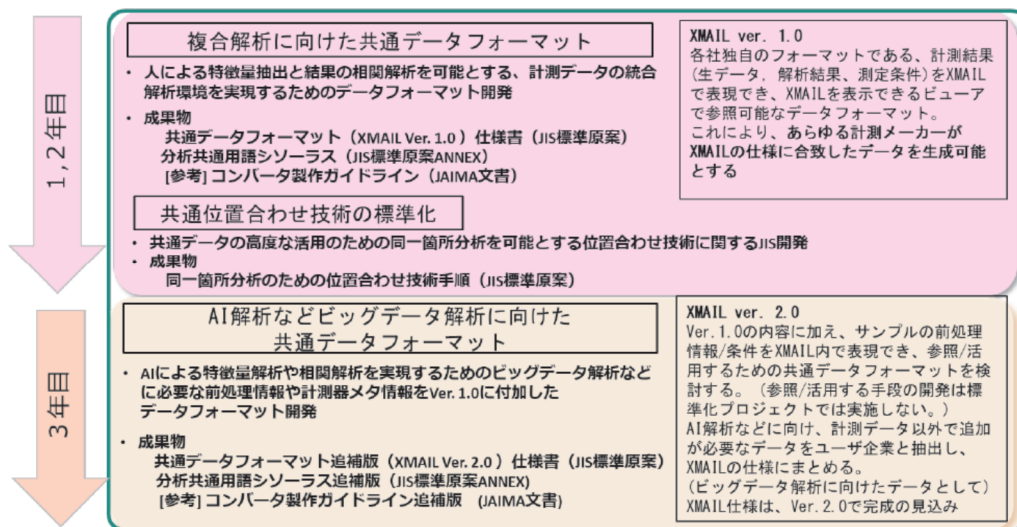 1,2年目
複合解析に向けた共通データフォーマット
• 人による特徴量抽出と結果の相関解析を可能とする、計測データの統合
解析環境を実現するためのデータフォーマット開発
• 成果物
共通データフォーマット（XMAIL Ver. 1.0 ）仕様書（JIS標準原案）
分析共通用語シソーラス（JIS標準原案ANNEX）
[参考] コンバータ製作ガイドライン（JAIMA文書）
共通位置合わせ技術の標準化
• 共通データの高度な活用のための同一箇所分析を可能とする位置合わせ技術に関するJIS開発
• 成果物
同一箇所分析のための位置合わせ技術手順（JIS標準原案）
XMAIL ver. 1.0
各社独自のフォーマットである、計測結果
(生データ, 解析結果、測定条件)をXMAIL
で表現でき、XMAILを表示できるビューア
で参照可能なデータフォーマット。
これにより、あらゆる計測メーカーが
XMAILの仕様に合致したデータを生成可能
とする
3年目
AI解析などビッグデータ解析に向けた
共通データフォーマット
• AIによる特徴量解析や相関解析を実現するためのビッグデータ解析など
に必要な前処理情報や計測器メタ情報をVer. 1.0に付加した
データフォーマット開発
• 成果物
共通データフォーマット追補版（XMAIL Ver. 2.0 ）仕様書（JIS標準原案）
分析共通用語シソーラス追補版（JIS標準原案ANNEX)
[参考] コンバータ製作ガイドライン追補版 (JAIMA文書)
XMAIL ver. 2.0
Ver.1.0の内容に加え、サンプルの前処理
情報/条件をXMAIL内で表現でき、参照/活
用するための共通データフォーマットを検
討する。（参照/活用する手段の開発は標
準化プロジェクトでは実施しない。）
AI解析などに向け、計測データ以外で追加
が必要なデータをユーザ企業と抽出し、
XMAILの仕様にまとめる。
(ビッグデータ解析に向けたデータとして)
XMAIL仕様は、Ver.2.0で完成の見込み